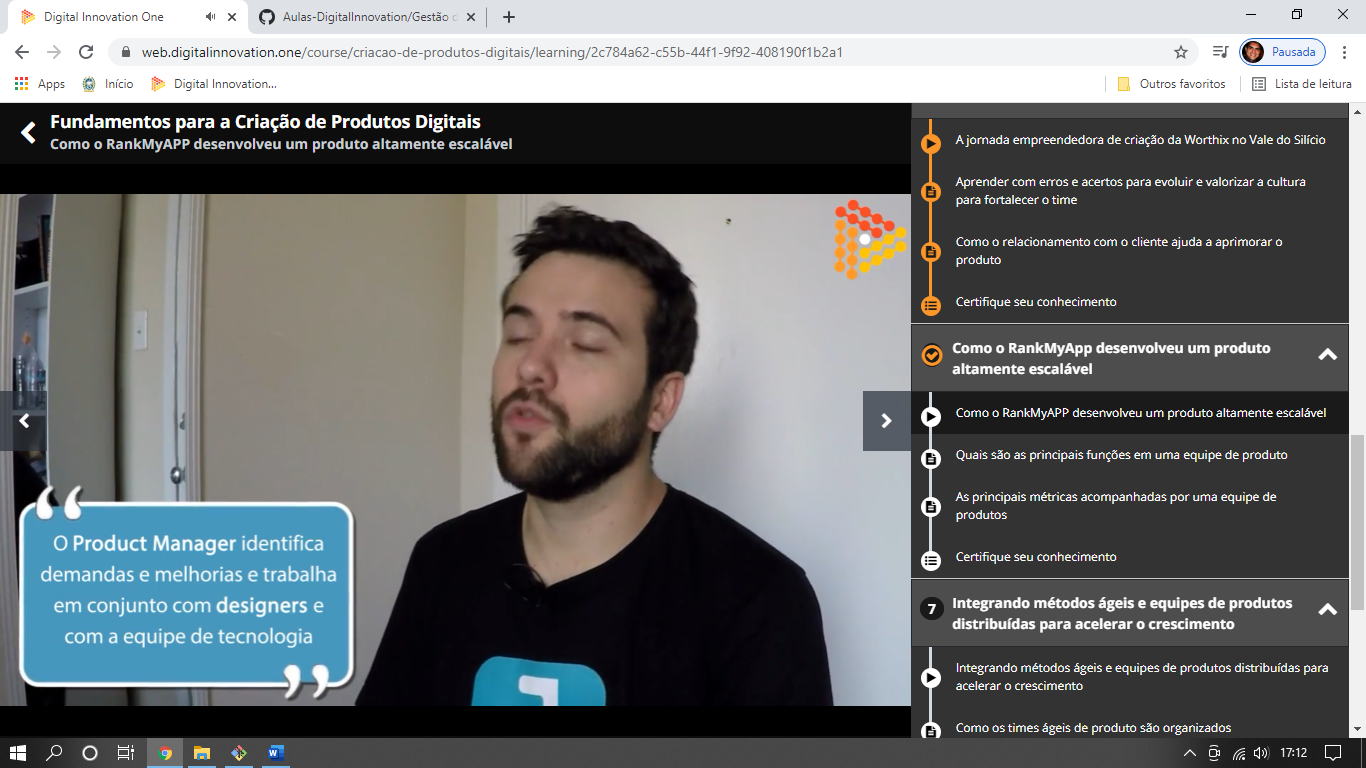 Digital Innovation One
Aulas-DigitalInnovation/Gestão d
web.digitalinnovation.one/course/criacao-de-produtos-digitais/learning/2c784a62-c55b-44f1-9f92-408190f1b2a1
Pausada
Apps
Início
Digital Innovation...
Outros favoritos
Lista de leitura
Fundamentos para a Criação de Produtos Digitais
Como o RankMyAPP desenvolveu um produto altamente escalável
“
O Product Manager identifica
demandas e melhorias e trabalha
em conjunto com designers e
com a equipe de tecnologia
”
A jornada empreendedora de criação da Worthix no Vale do Silício
Aprender com erros e acertos para evoluir e valorizar a cultura
para fortalecer o time
Como o relacionamento com o cliente ajuda a aprimorar o
produto
Certifique seu conhecimento
Como o RankMyApp desenvolveu um produto
altamente escalável
Como o RankMyAPP desenvolveu um produto altamente escalável
Quais são as principais funções em uma equipe de produto
As principais métricas acompanhadas por uma equipe de
produtos
Certifique seu conhecimento
7
Integrando métodos ágeis e equipes de produtos
distribuídas para acelerar o crescimento
Integrando métodos ágeis e equipes de produtos distribuídas para
acelerar o crescimento
Como os times ágeis de produto são organizados
17:12